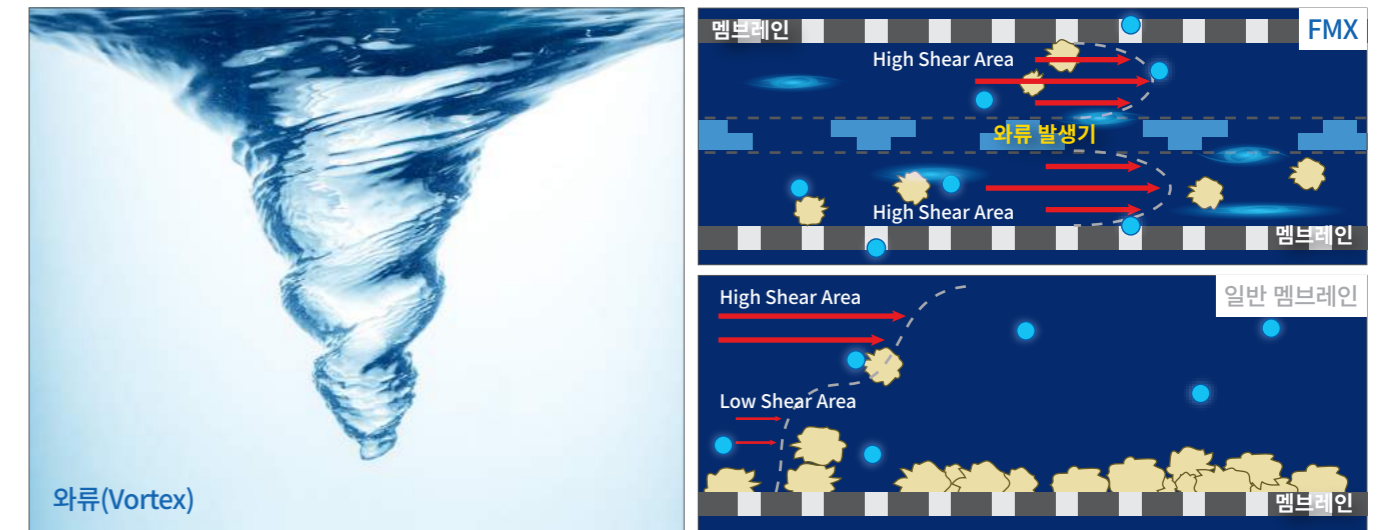 와류(Vortex)
멤브레인
FMX
High Shear Area
와류 발생기
High Shear Area
멤브레인
일반 멤브레인
High Shear Area
Low Shear Area
멤브레인